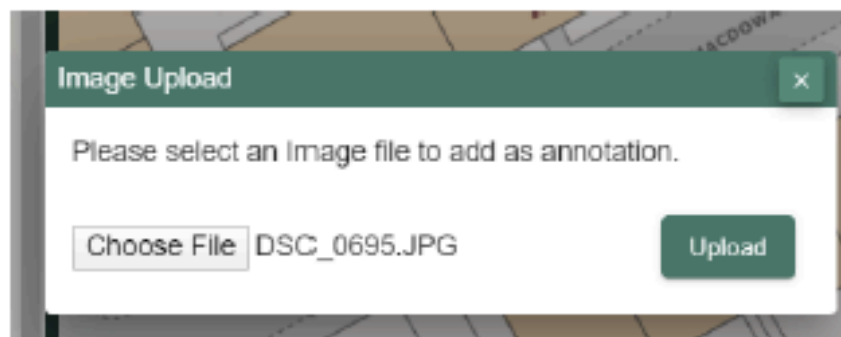 Image Upload
×
Please select an Image file to add as annotation.
Choose File DSC_0695.JPG
Upload